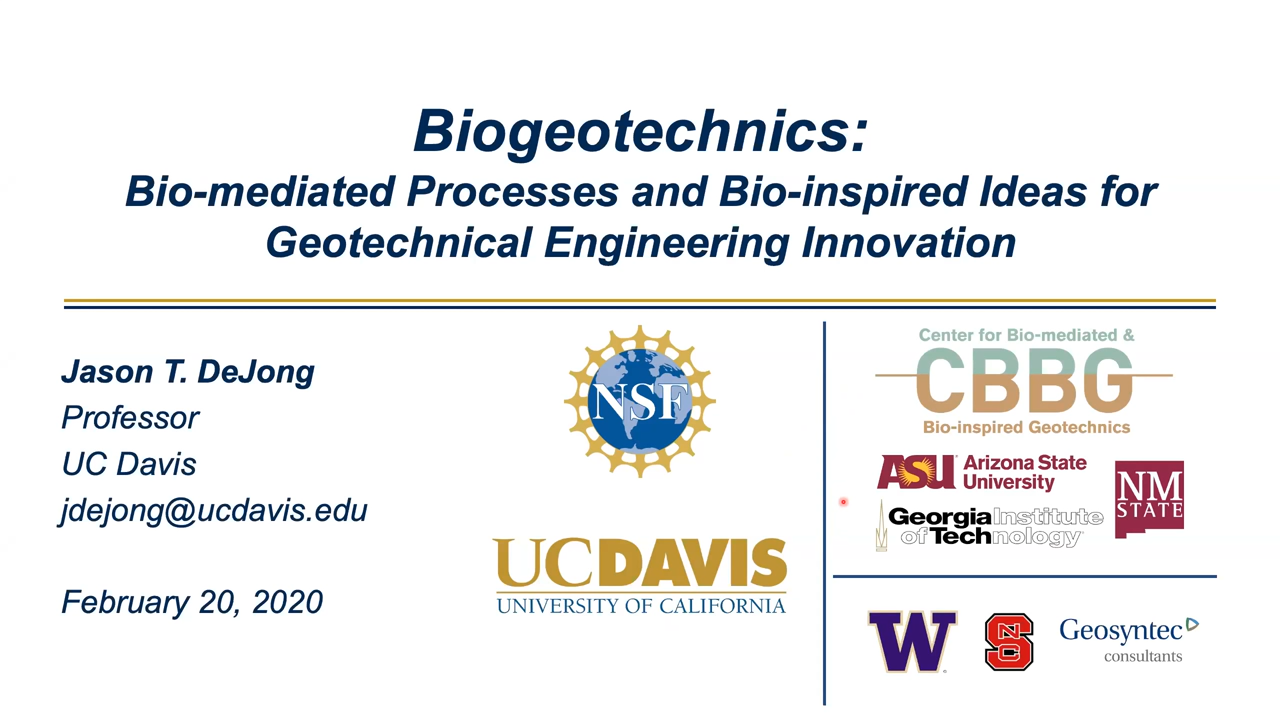 Biogeotechnics:
Bio-mediated Processes and Bio-inspired Ideas for
Geotechnical Engineering Innovation
Jason T. DeJong
Professor
UC Davis
jdejong@ucdavis.edu
February 20, 2020
NSF
UCDAVIS
UNIVERSITY OF CALIFORNIA
Center for Bio-mediated &
CBBG
Bio-inspired Geotechnics
ASU Arizona State
University
Georgia Institute
of Technology
NM
STATE
W
NCS
Geosyntec
consultants